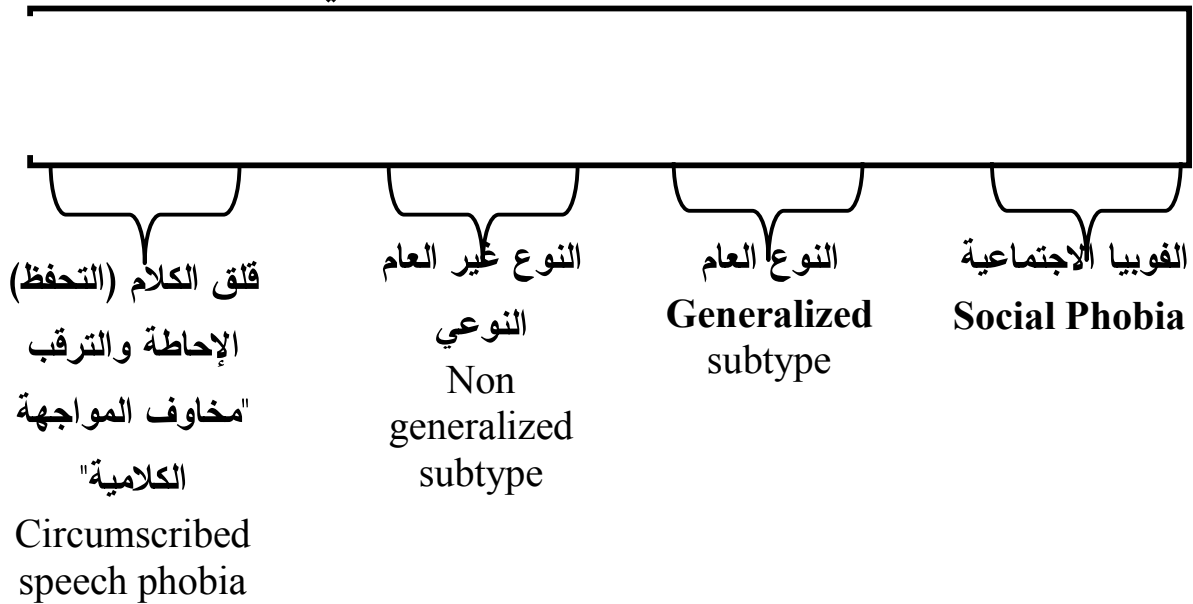 الفوبيا الاجتماعية
Social Phobia
النوع العام
Generalized
subtype
النوع غير العام
النوعي
Non
generalized
subtype
قلق الكلام (التحفظ)
الإحاطة والترقب
"مخاوف المواجهة
الكلامية"
Circumscribed
speech phobia